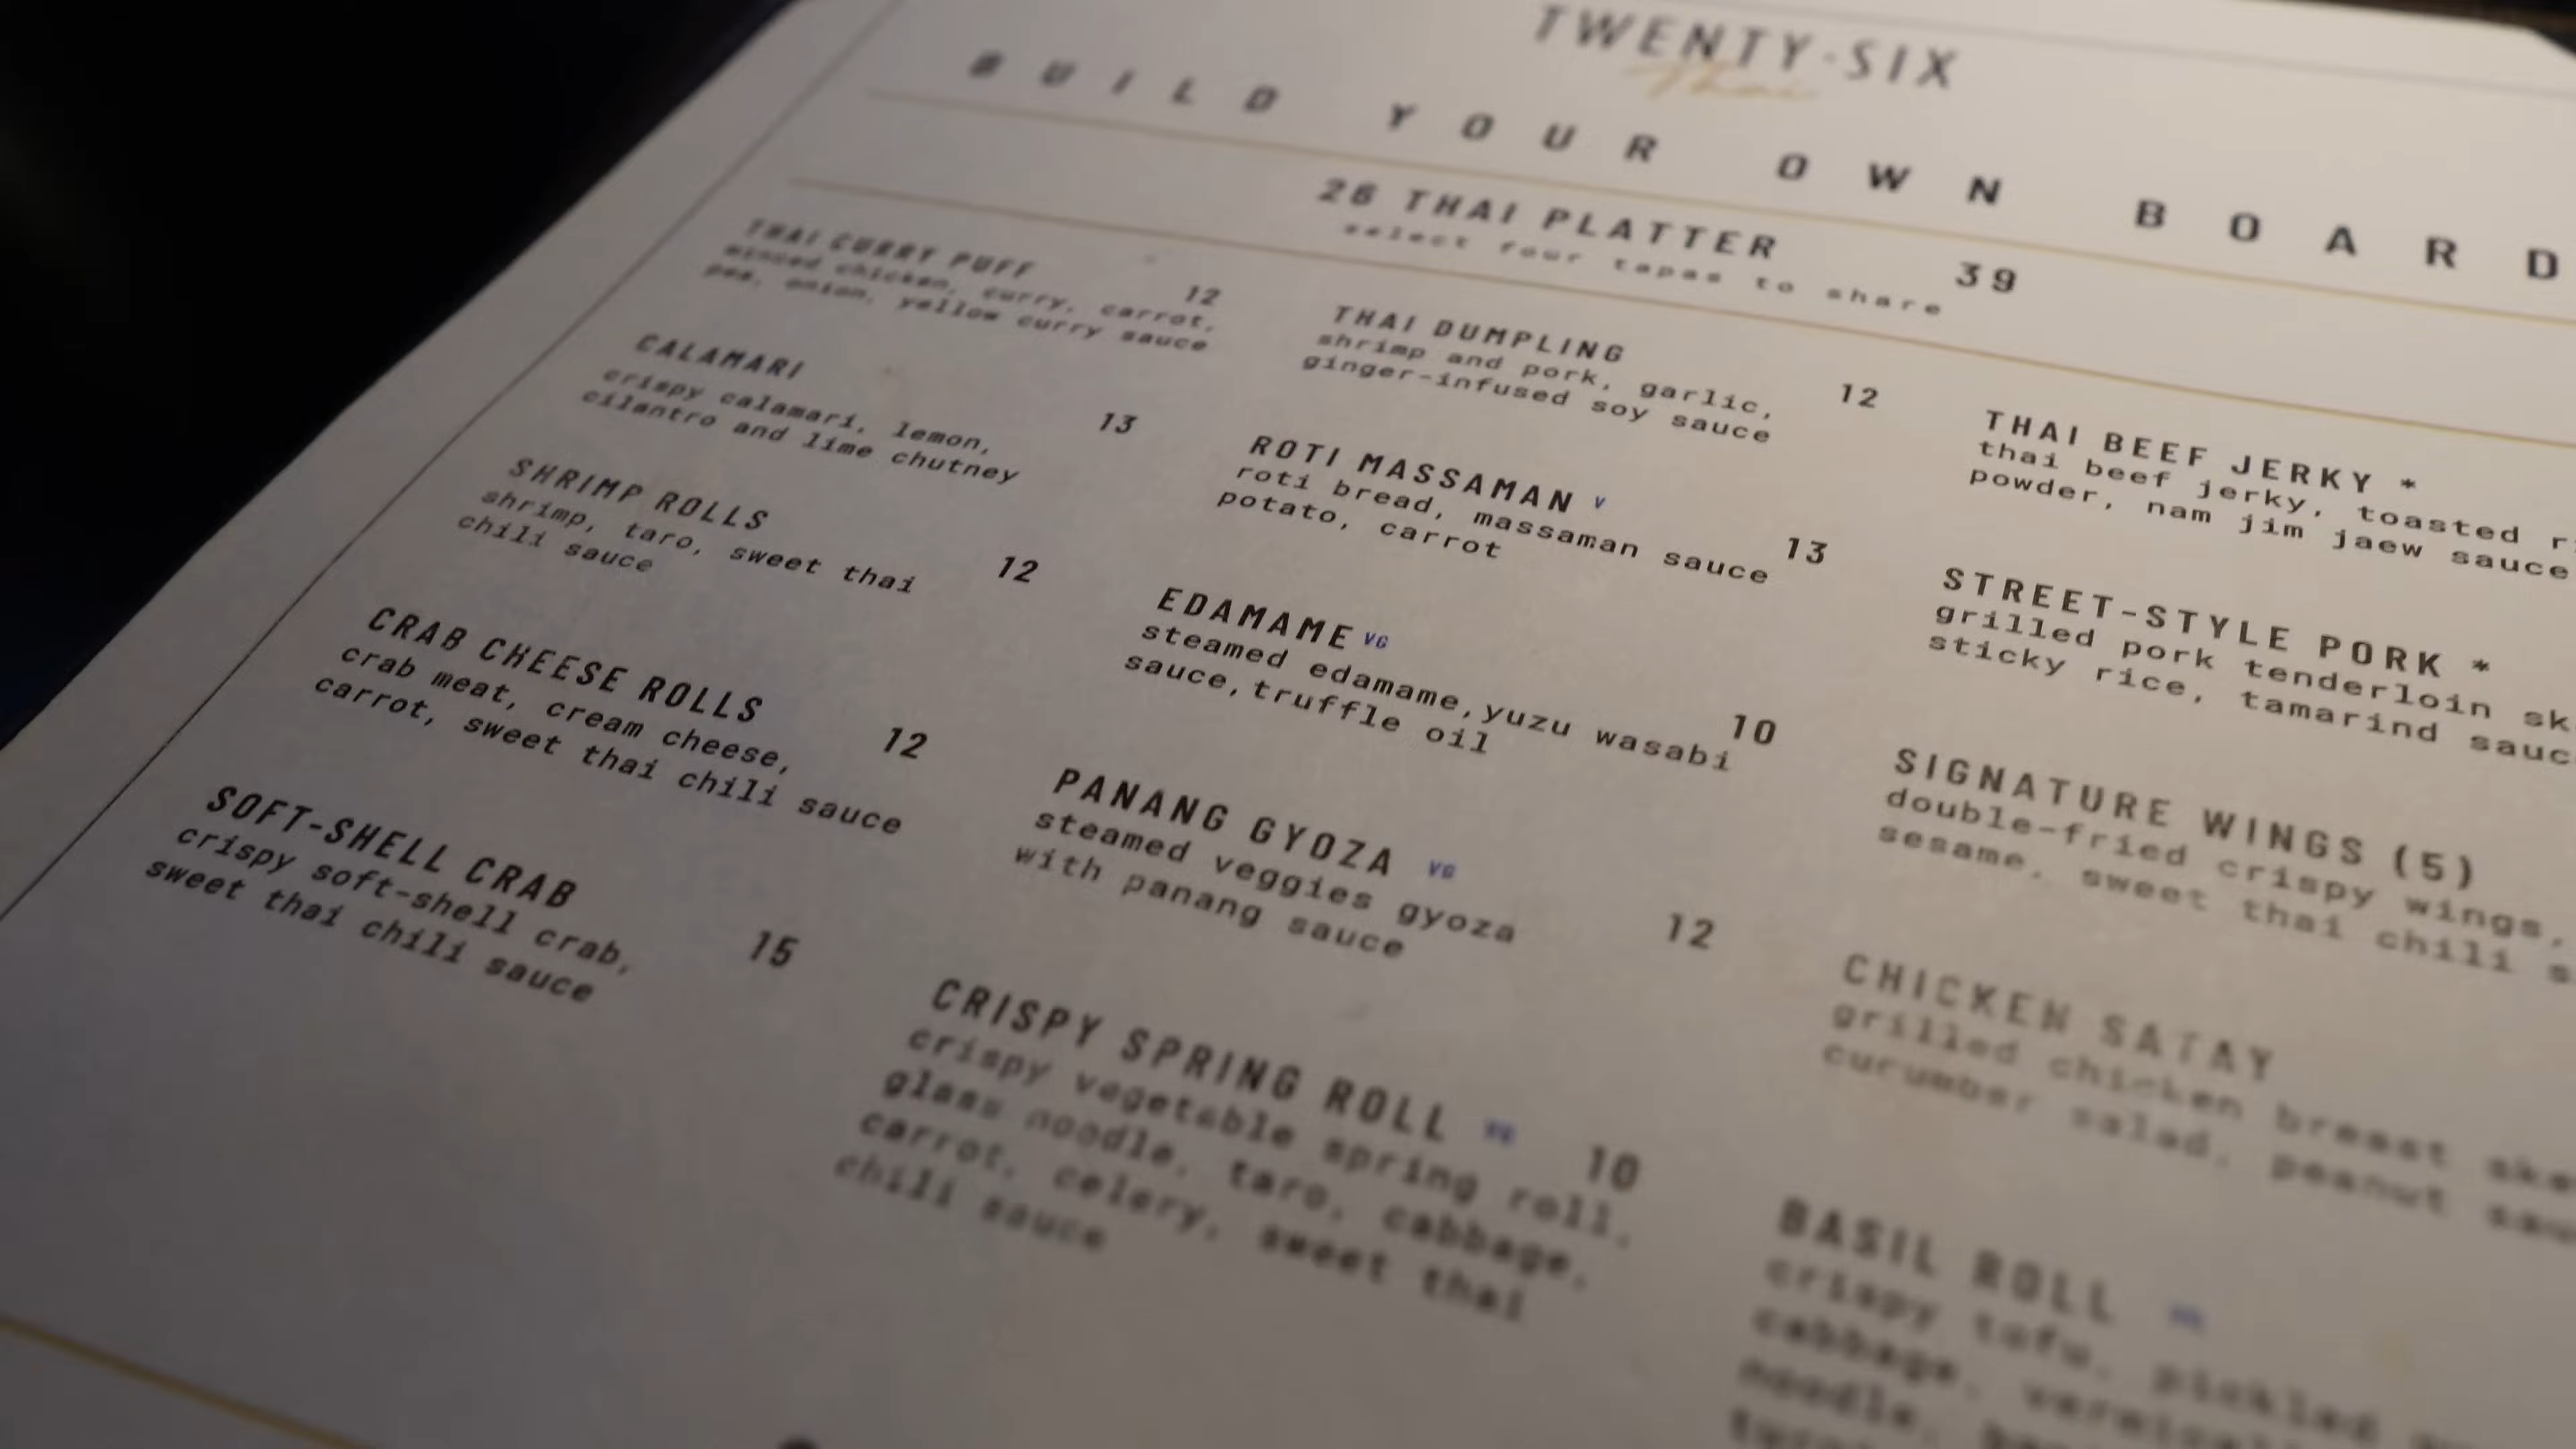 TWENTY-SIX
Thai
BUILD YOUR OWN BOARD
26 THAI PLATTER 39
select four tapas to share
THAI CURRY PUFF 12
minced chicken, curry, carrot,
pea, onion, yellow curry sauce
CALAMARI 13
crispy calamari, lemon,
cilantro and lime chutney
SHRIMP ROLLS 12
shrimp, taro, sweet thai
chili sauce
CRAB CHEESE ROLLS 12
crab meat, cream cheese,
carrot, sweet thai chili sauce
SOFT-SHELL CRAB 15
crispy soft-shell crab,
sweet thai chili sauce
THAI DUMPLING 12
shrimp and pork, garlic,
ginger-infused soy sauce
ROTI MASSAMAN V 13
roti bread, massaman sauce
potato, carrot
EDAMAME VG 10
steamed edamame,yuzu wasabi
sauce,truffle oil
PANANG GYOZA VG 12
steamed veggies gyoza
with panang sauce
CRISPY SPRING ROLL VG 10
crispy vegetable spring roll,
glass noodle, taro, cabbage,
carrot, celery, sweet thai
chili sauce
THAI BEEF JERKY *
thai beef jerky, toasted
powder, nam jim jaew sauce
STREET-STYLE PORK *
grilled pork tenderloin
sticky rice, tamarind
SIGNATURE WINGS (5)
double-fried crispy wings,
sesame, sweet thai chili
CHICKEN SATAY
grilled chicken breast
cucumber salad, peanut
BASIL ROLL
crispy tofu, pickled
cabbage,
noodle,